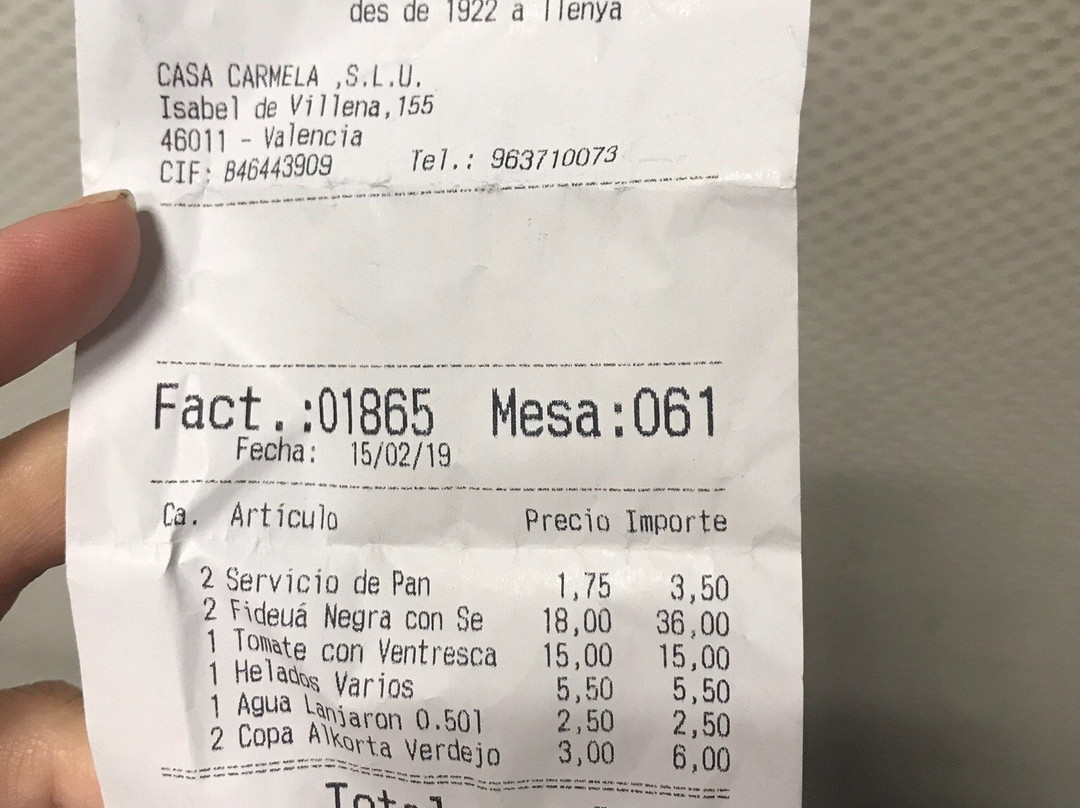 des de 1922 a llenya
CASA CARMELA ,S.L.U.
Isabel de Villena,155
46011 - Valencia
CIF: B46443909 Tel.: 963710073
Fact.:01865 Mesa:061
Fecha: 15/02/19
Ca. Artículo Precio Importe
2 Servicio de Pan 1,75 3,50
2 Fideuá Negra con Se 18,00 36,00
1 Tomate con Ventresca 15,00 15,00
1 Helados Varios 5,50 5,50
1 Agua Lanjaron 0.50l 2,50 2,50
2 Copa Alkorta Verdejo 3,00 6,00
Total